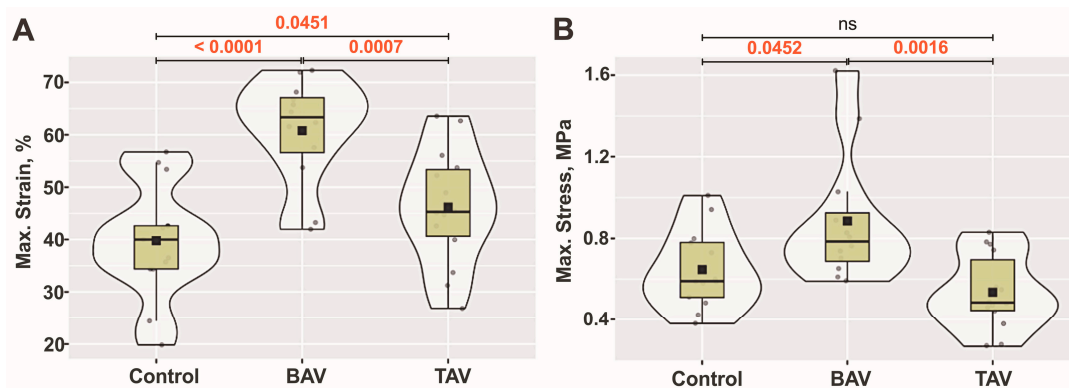 A
0.0451
< 0.0001
0.0007
Max. Strain, %
70
60
50
40
30
20
Control
BAV
TAV
B
ns
0.0452
0.0016
Max. Stress, MPa
1.6
1.2
0.8
0.4
Control
BAV
TAV